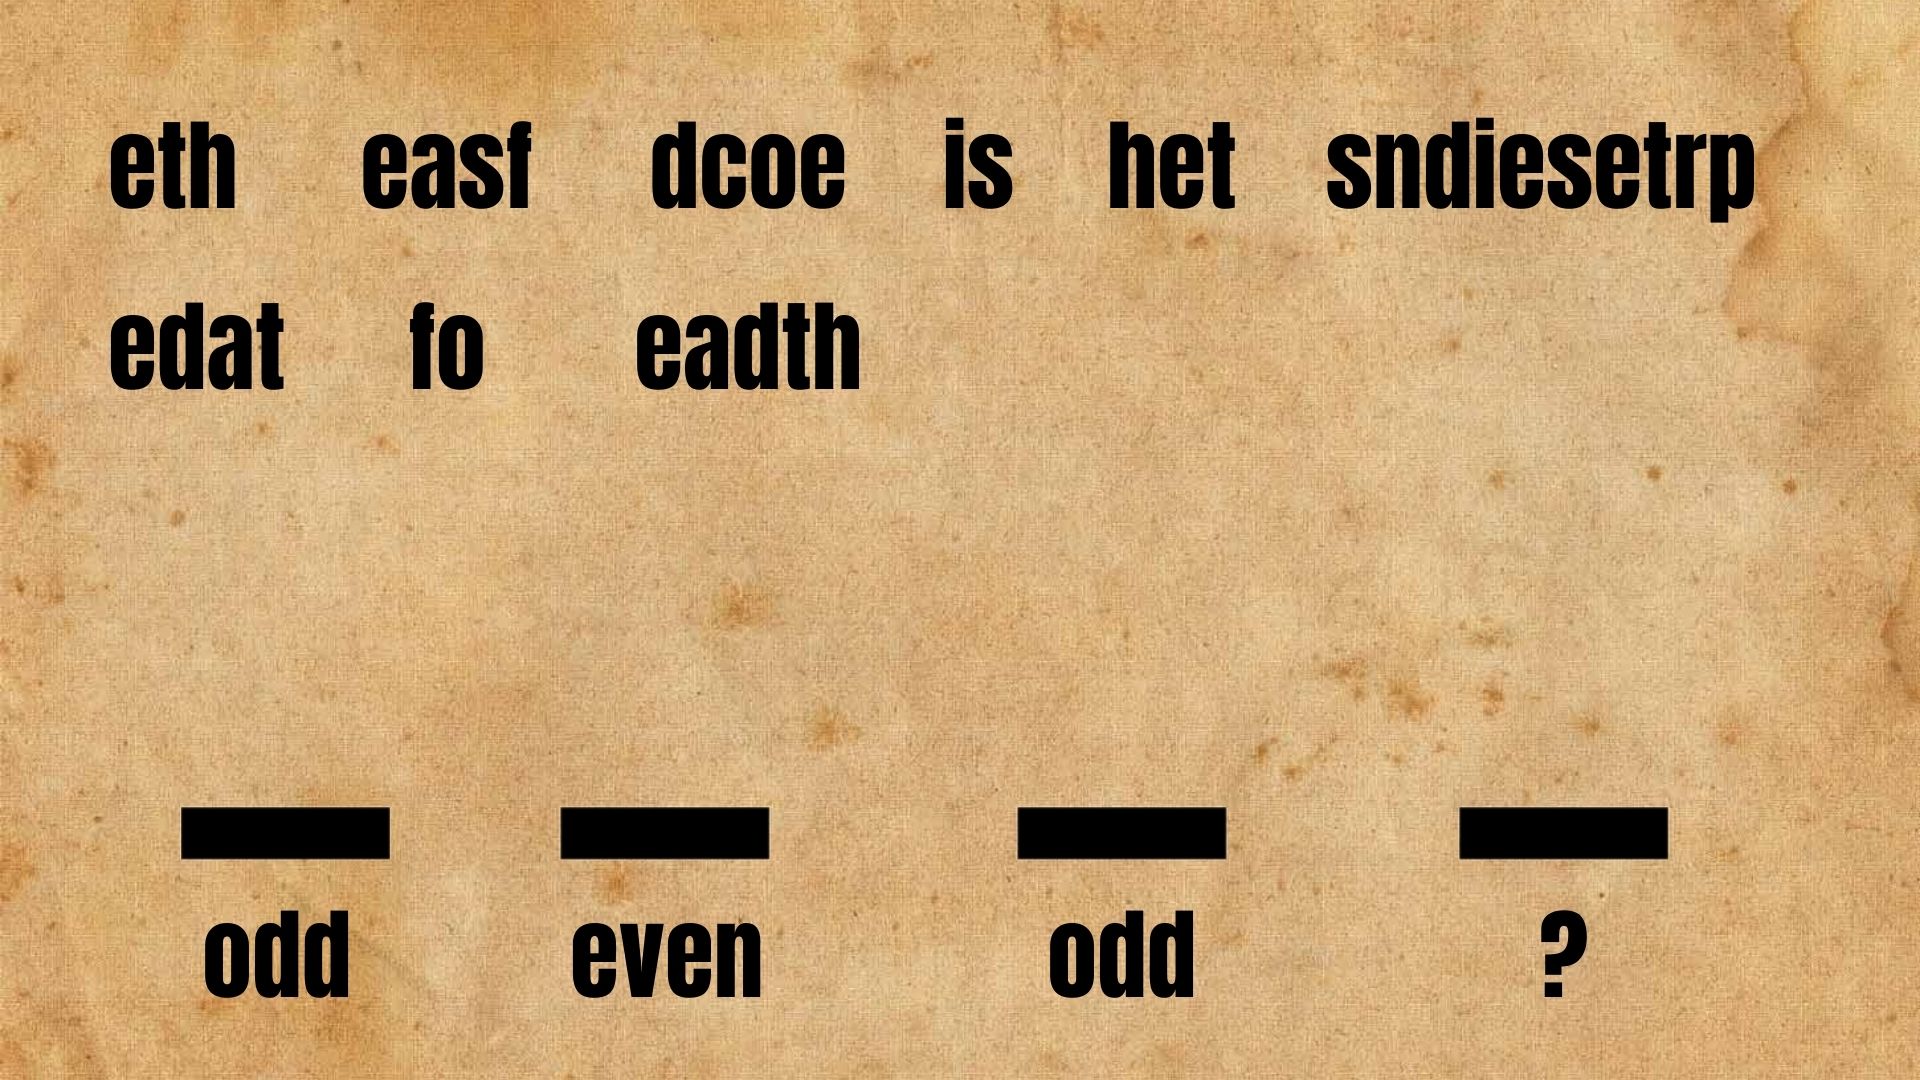 eth easf dcoe is het sndiesetrp
edat fo eadth
odd even odd ?